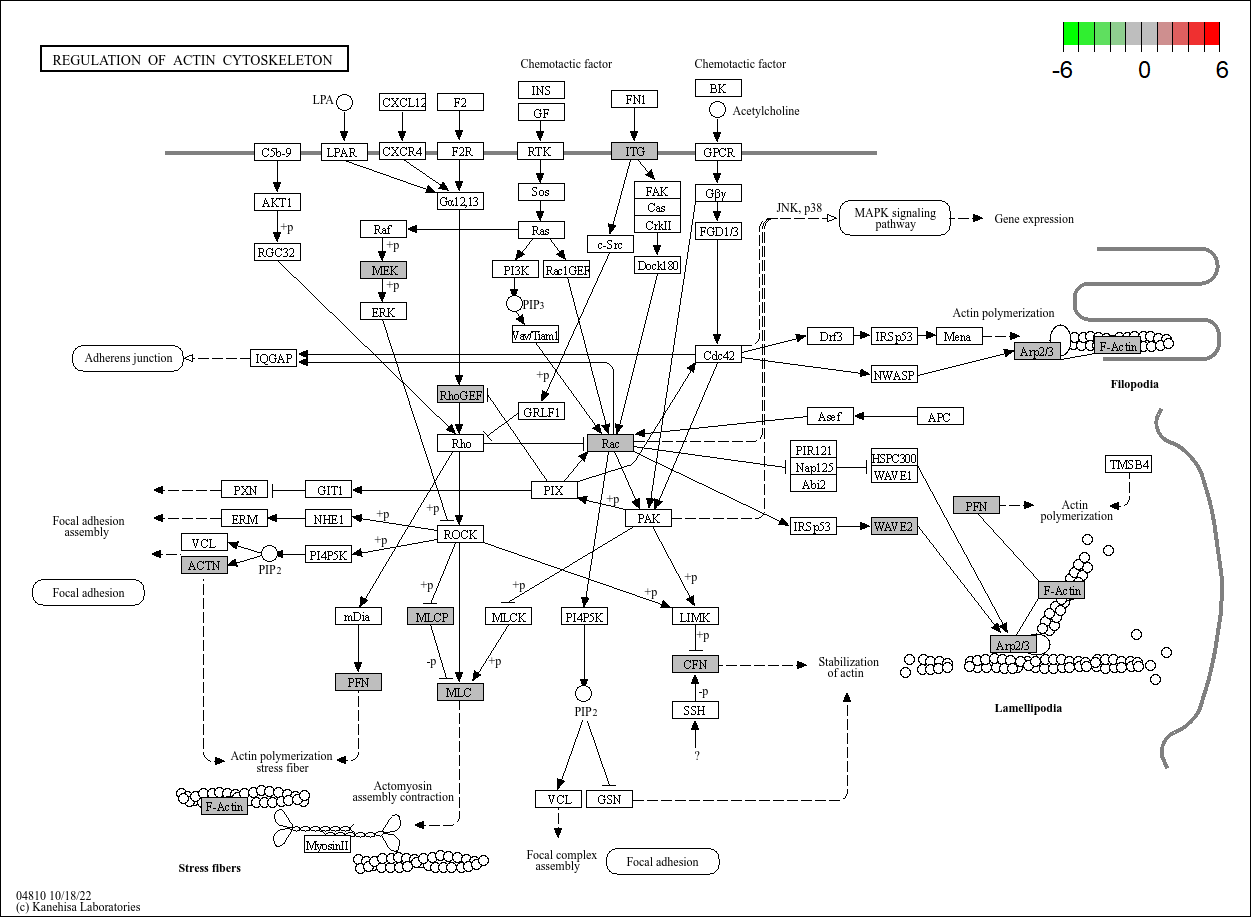 REGULATION OF ACTIN CYTOSKELETON
-6
0
6
Chemotactic factor
Chemotactic factor
LPA
CXCL12
F2
INS
GF
FN1
BK
Acetylcholine
C5b-9
LPAR
CXCR4
F2R
RTK
ITG
GPCR
AKT1
Gα12,13
Sos
FAK
Cas
CrkII
Gβγ
JNK, p38
MAPK signaling
pathway
Gene expression
+p
RGC32
Raf
Ras
c-Src
FGD1/3
+p
MEK
PI3K
Rac1GEF
Dock180
+p
ERK
PIP3
Vav/Tiam1
Actin polymerization
Drf3
IRSp53
Mena
Arp2/3
F-Actin
Adherens junction
IQGAP
Cdc42
NWASP
Filopodia
+p
RhoGEF
GRLF1
Asef
APC
Rho
Rac
PIR121
Nap125
Abi2
HSPC300
WAVE1
TMSB4
PXN
GIT1
PIX
+p
PFN
Actin
polymerization
Focal adhesion
assembly
ERM
NHE1
+p
+p
ROCK
PAK
IRSp53
WAVE2
VCL
ACTN
PIP2
PI4P5K
+p
Focal adhesion
+p
+p
+p
+p
F-Actin
mDia
MLCP
MLCK
PI4P5K
LIMK
Arp2/3
+p
-p
+p
CFN
Stabilization
of actin
PFN
MLC
-p
SSH
PIP2
Lamellipodia
?
Actin polymerization
stress fiber
Actomyosin
assembly contraction
F-Actin
VCL
GSN
MyosinII
Stress fibers
Focal complex
assembly
Focal adhesion
04810 10/18/22
(c) Kanehisa Laboratories